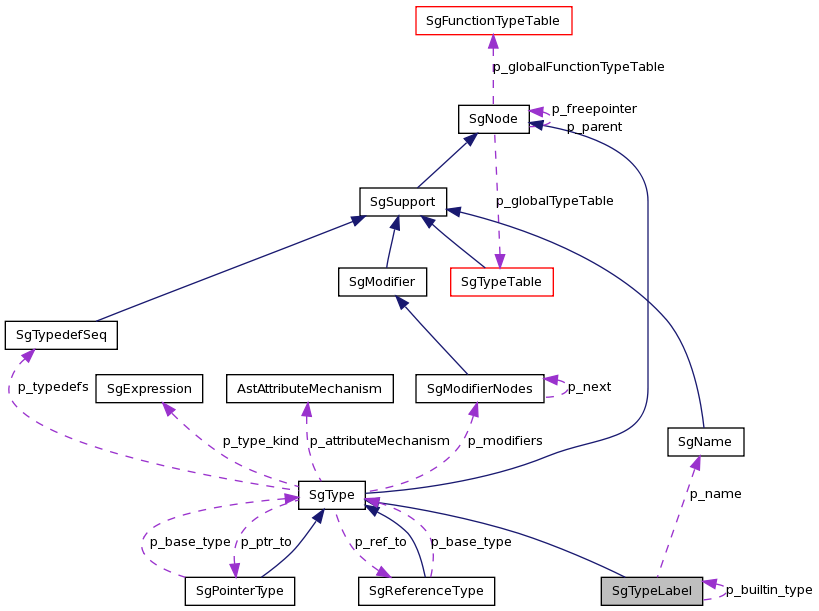 SgFunctionTypeTable
p_globalFunctionTypeTable
p_freepointer
SgNode
p_parent
SgSupport
p_globalTypeTable
SgModifier
SgTypeTable
SgTypedefSeq
p_typedefs
SgExpression
AstAttributeMechanism
SgModifierNodes
p_next
p_type_kind
p_attributeMechanism
p_modifiers
SgName
SgType
p_name
p_base_type
p_ptr_to
p_ref_to
p_base_type
SgPointerType
SgReferenceType
SgTypeLabel
p_builtin_type